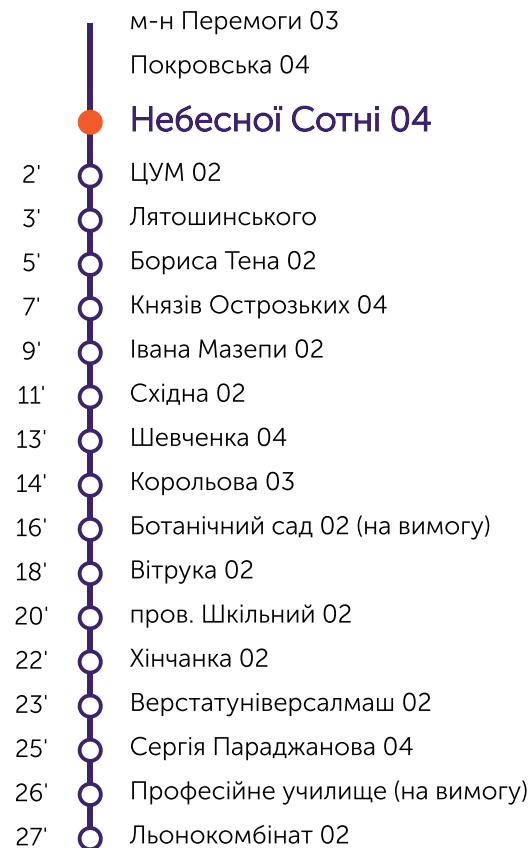 м-н Перемоги 03
Покровська 04
Небесної Сотні 04
2' ЦУМ 02
3' Лятошинського
5' Бориса Тена 02
7' Князів Острозьких 04
9' Івана Мазепи 02
11' Східна 02
13' Шевченка 04
14' Корольова 03
16' Ботанічний сад 02 (на вимогу)
18' Вітрука 02
20' пров. Шкільний 02
22' Хінчанка 02
23' Верстатуніверсалмаш 02
25' Сергія Параджанова 04
26' Професійне училище (на вимогу)
27' Льонокомбінат 02